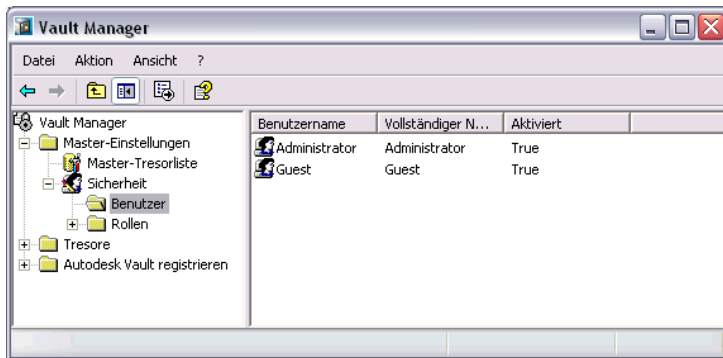 Vault Manager
Datei Aktion Ansicht ?
Vault Manager
Master-Einstellungen
Master-Tresorliste
Sicherheit
Benutzer
Rollen
Tresore
Autodesk Vault registrieren
Benutzername Vollständiger N... Aktiviert
Administrator Administrator True
Guest Guest True